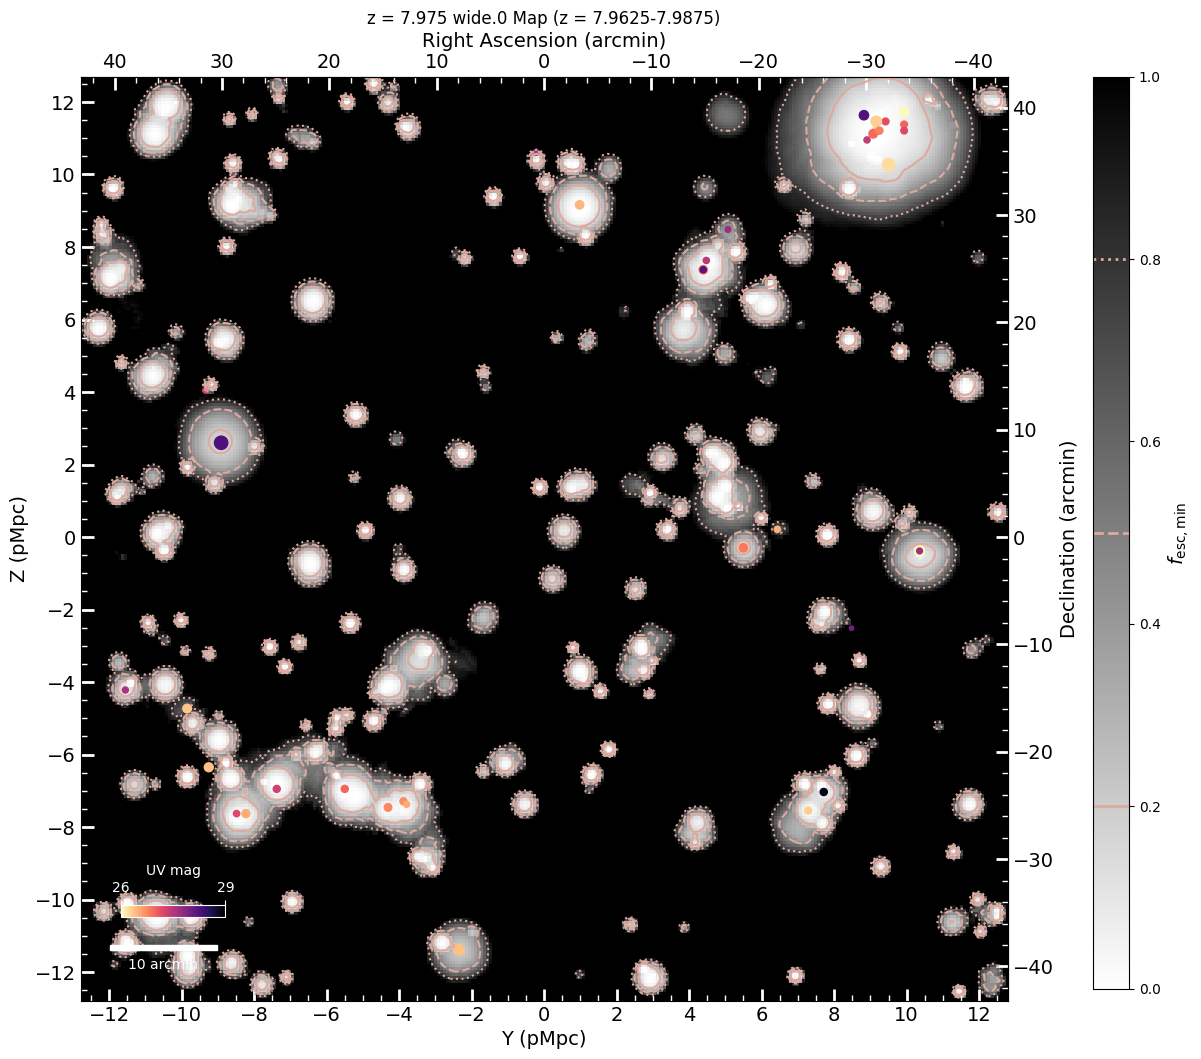 z = 7.975 wide.0 Map (z = 7.9625-7.9875)
Right Ascension (arcmin)
40 30 20 10 0 −10 −20 −30 −40
12 10 8 6 4 2 0 −2 −4 −6 −8 −10 −12
Z (pMpc)
40 30 20 10 0 −10 −20 −30 −40
Declination (arcmin)
1.0 0.8 0.6 0.4 0.2 0.0
f_esc,min
UV mag
26 29
10 arcmin
−12 −10 −8 −6 −4 −2 0 2 4 6 8 10 12
Y (pMpc)